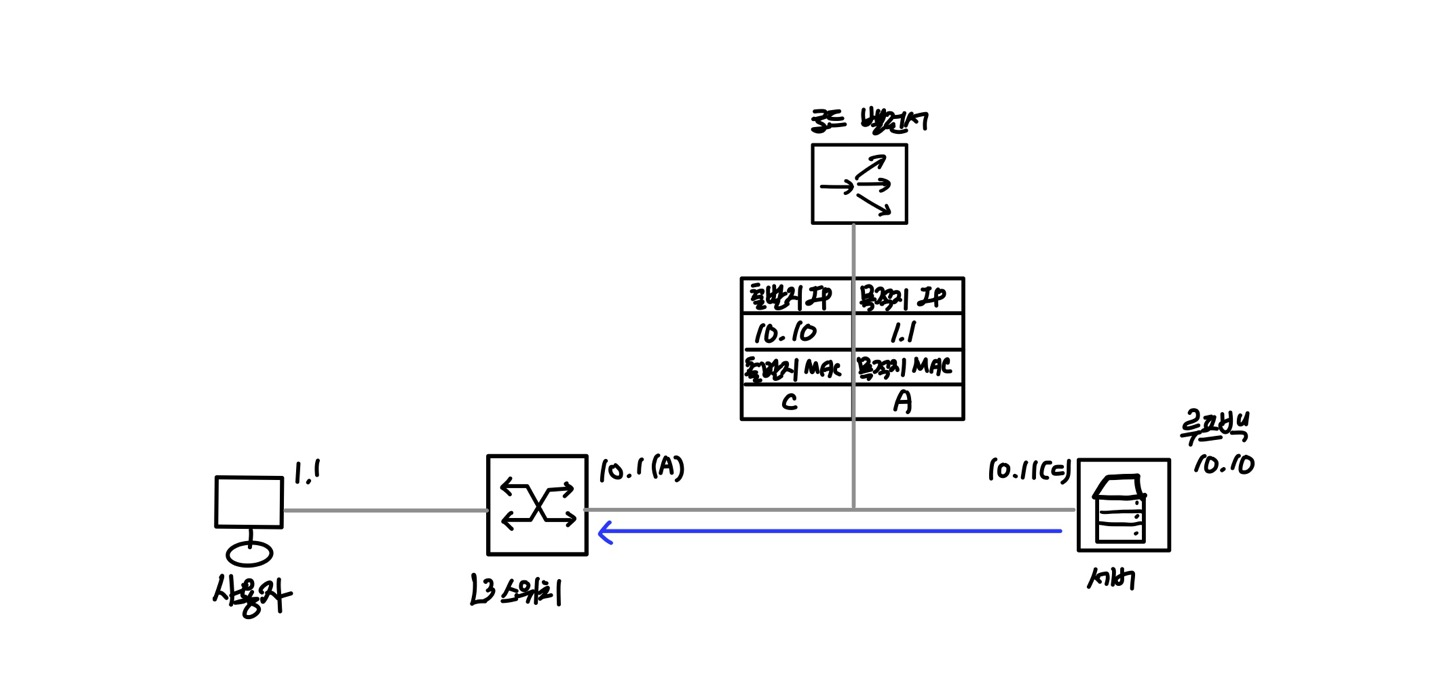 로드 밸런서
출발지 IP 목적지 IP
10.10 1.1
출발지 MAC 목적지 MAC
C A
루프백
10.10
1.1
10.1 (A)
10.11(C)
사용자
L3 스위치
서버